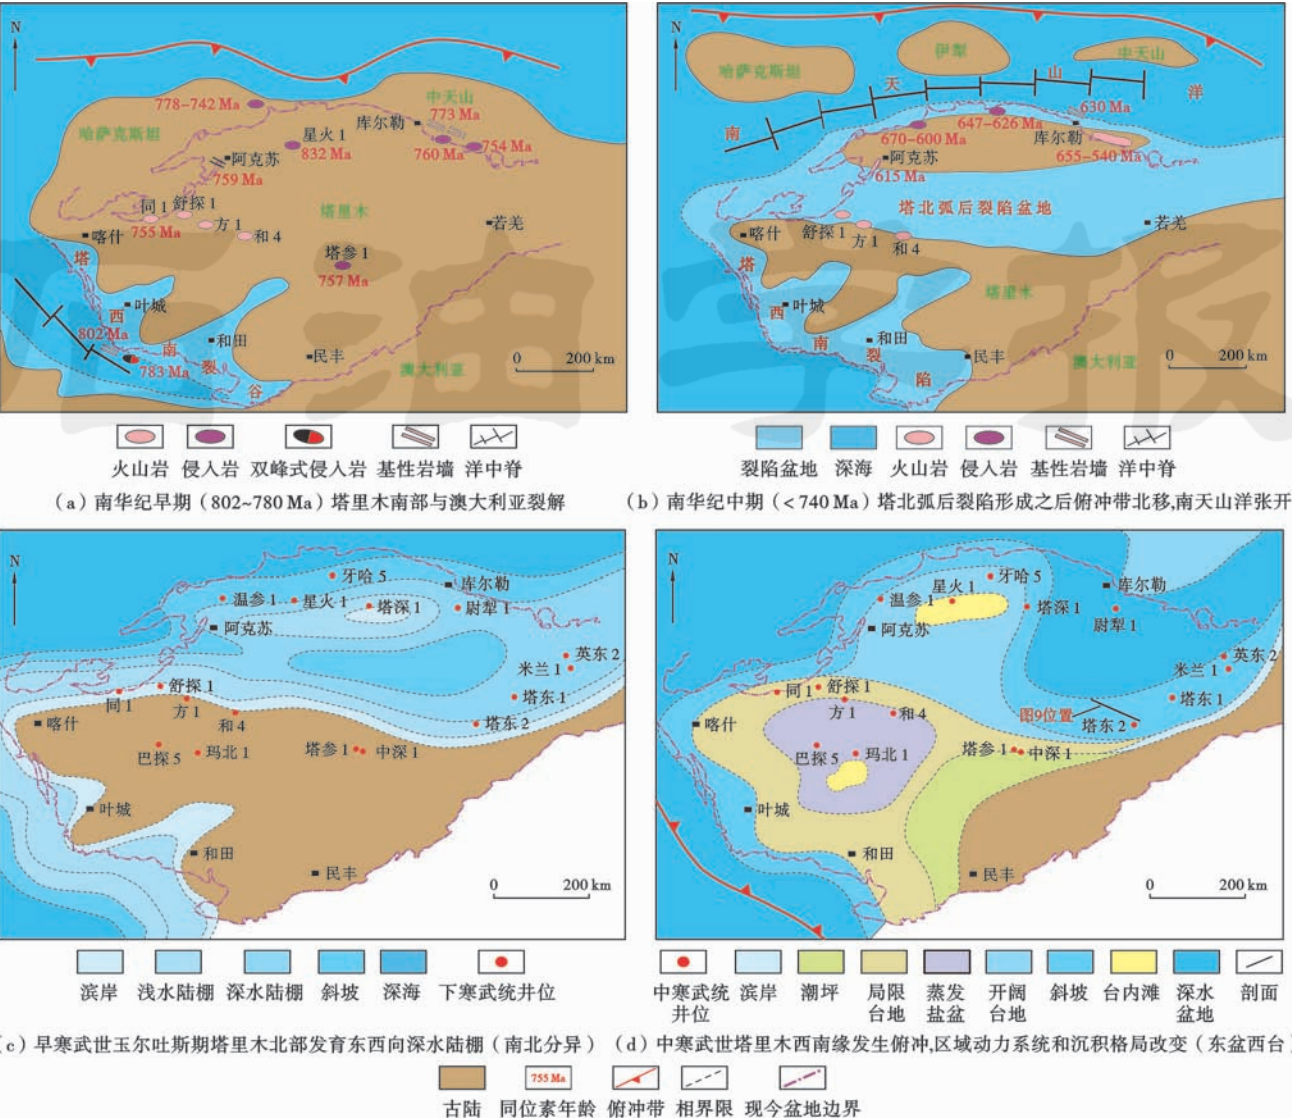 N
778-742 Ma
中天山
773 Ma
哈萨克斯坦
库尔勒
星火 1
832 Ma
760 Ma
754 Ma
阿克苏
759 Ma
同 1
舒探 1
塔里木
755 Ma
方 1
和 4
若羌
喀什
塔参 1
757 Ma
塔西南裂谷
叶城
802 Ma
783 Ma
和田
民丰
澳大利亚
0 200 km
N
哈萨克斯坦
伊犁
中天山
南天山洋
630 Ma
647-626 Ma
670-600 Ma
库尔勒
阿克苏
615 Ma
655-540 Ma
塔北弧后裂陷盆地
若羌
喀什
舒探 1
方 1
和 4
塔西南裂陷
叶城
塔里木
和田
民丰
澳大利亚
0 200 km
石油学报
火山岩 侵入岩 双峰式侵入岩 基性岩墙 洋中脊
裂陷盆地 深海 火山岩 侵入岩 基性岩墙 洋中脊
(a) 南华纪早期(802~780 Ma)塔里木南部与澳大利亚裂解
(b) 南华纪中期(<740 Ma)塔北弧后裂陷形成之后俯冲带北移,南天山洋张开
N
牙哈 5
库尔勒
温参 1
星火 1
塔深 1
尉犁 1
阿克苏
英东 2
米兰 1
舒探 1
同 1
方 1
和 4
塔东 1
塔东 2
喀什
巴探 5
玛北 1
塔参 1
中深 1
叶城
和田
民丰
0 200 km
N
牙哈 5
库尔勒
星火 1
温参 1
塔深 1
尉犁 1
阿克苏
英东 2
米兰 1
同 1
舒探 1
方 1
和 4
塔东 1
图9位置
塔东 2
喀什
巴探 5
玛北 1
塔参 1
中深 1
叶城
和田
民丰
0 200 km
滨岸 浅水陆棚 深水陆棚 斜坡 深海 下寒武统井位
中寒武统井位 滨岸 潮坪 局限台地 蒸发盐盆 开阔台地 斜坡 台内滩 深水盆地 剖面
(c) 早寒武世玉尔吐斯期塔里木北部发育东西向深水陆棚(南北分异)
(d) 中寒武世塔里木西南缘发生俯冲,区域动力系统和沉积格局改变(东盆西台)
755 Ma
古陆 同位素年龄 俯冲带 相界限 现今盆地边界